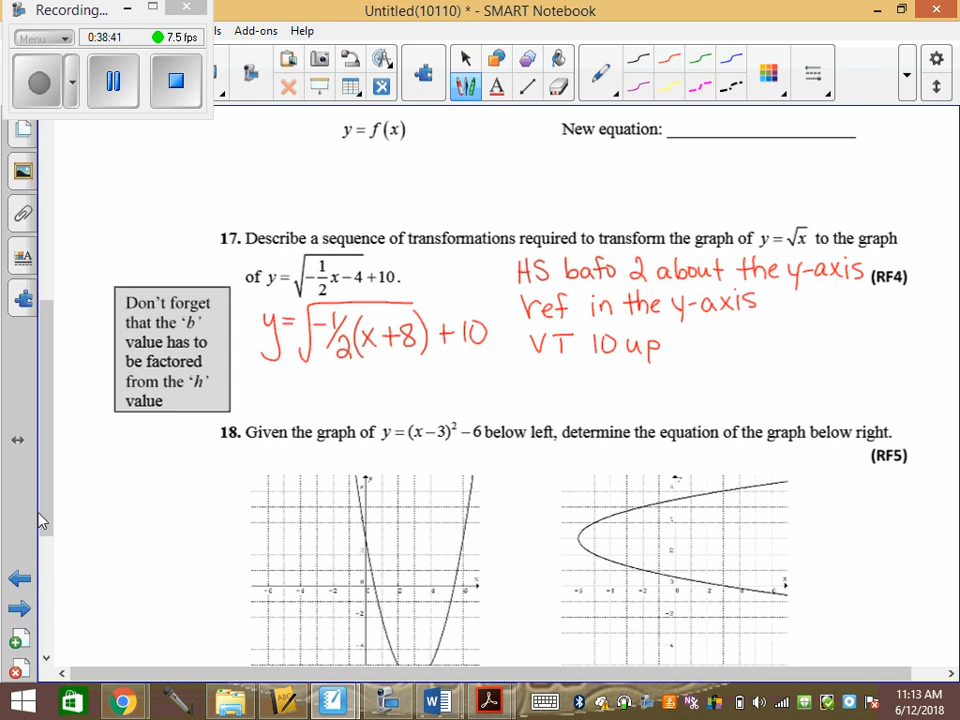 Recording...
Untitled(10110) * - SMART Notebook
Menu
0:38:41
7.5 fps
ls Add-ons Help
y = f(x)
New equation: ________________
17. Describe a sequence of transformations required to transform the graph of y = √x to the graph
of y = √(-1/2 x - 4) + 10.
(RF4)
HS bafo 2 about the y-axis
ref in the y-axis
VT 10 up
y = √(-1/2(x+8)) + 10
Don't forget
that the 'b'
value has to
be factored
from the 'h'
value
18. Given the graph of y = (x - 3)² - 6 below left, determine the equation of the graph below right.
(RF5)
11:13 AM
6/12/2018